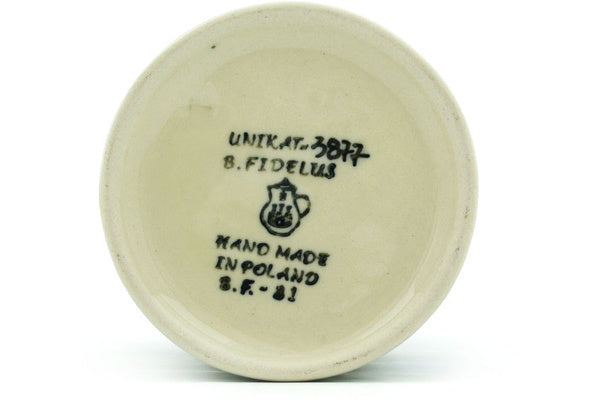 UNIKAT-3877
B. FIDELUS
HAND MADE
IN POLAND
B.F.-81